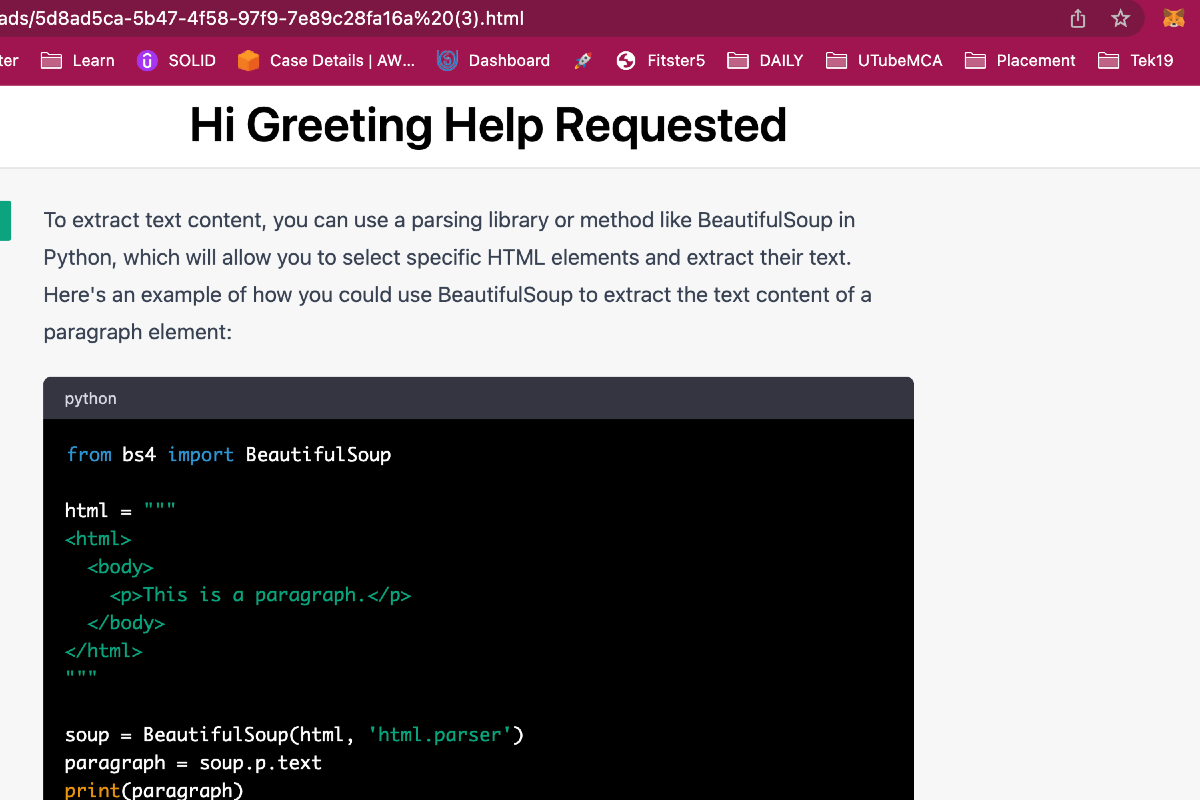 ads/5d8ad5ca-5b47-4f58-97f9-7e89c28fa16a%20(3).html
ter Learn SOLID Case Details | AW... Dashboard Fitster5 DAILY UTubeMCA Placement Tek19
Hi Greeting Help Requested
To extract text content, you can use a parsing library or method like BeautifulSoup in
Python, which will allow you to select specific HTML elements and extract their text.
Here's an example of how you could use BeautifulSoup to extract the text content of a
paragraph element:
python
from bs4 import BeautifulSoup
html = """
<html>
  <body>
    <p>This is a paragraph.</p>
  </body>
</html>
"""
soup = BeautifulSoup(html, 'html.parser')
paragraph = soup.p.text
print(paragraph)